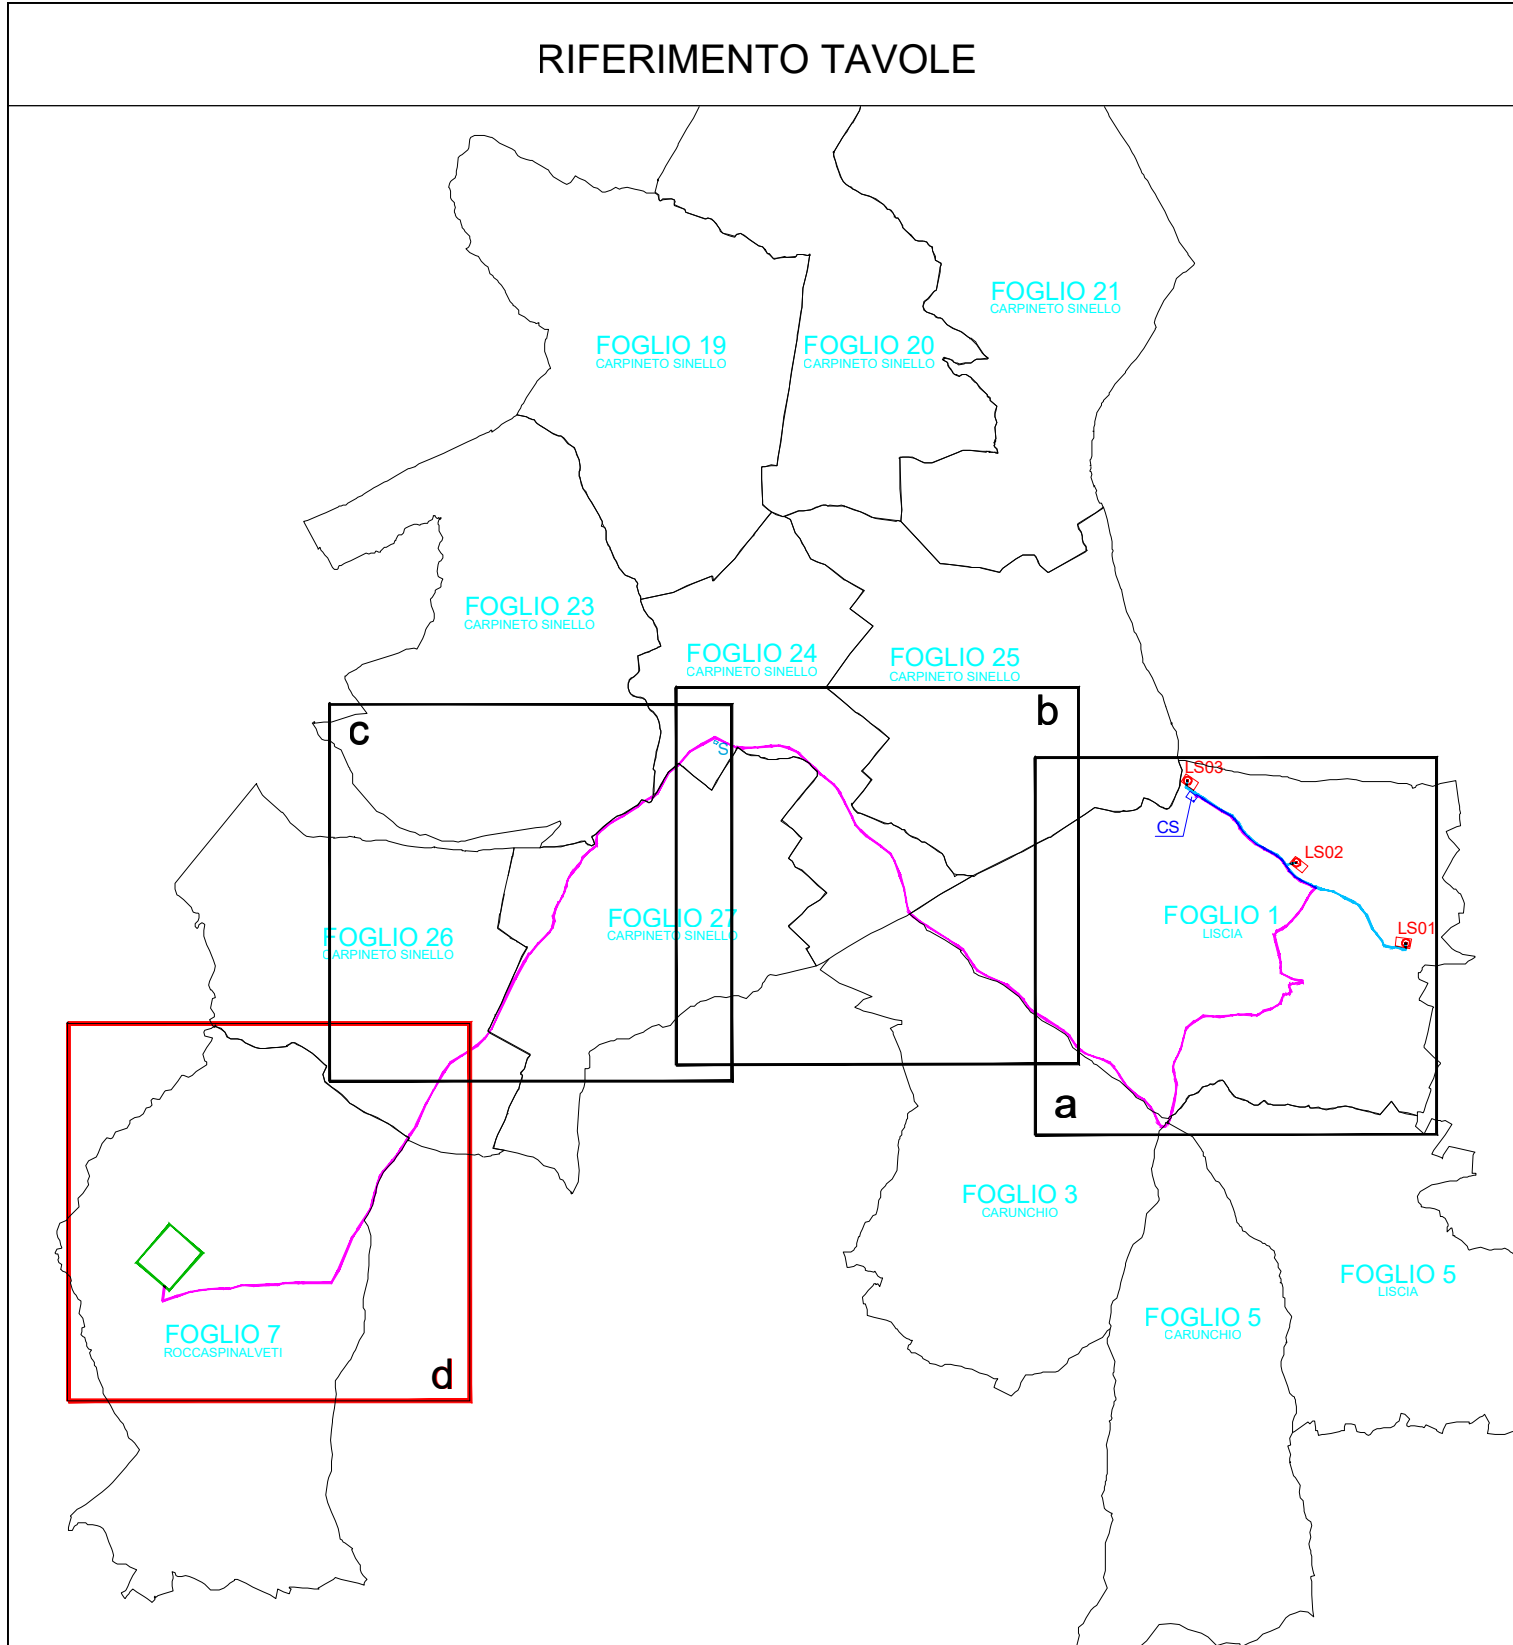 RIFERIMENTO TAVOLE
FOGLIO 21
CARPINETO SINELLO
FOGLIO 19
CARPINETO SINELLO
FOGLIO 20
CARPINETO SINELLO
FOGLIO 23
CARPINETO SINELLO
FOGLIO 24
CARPINETO SINELLO
FOGLIO 25
CARPINETO SINELLO
b
c
S
LS03
CS
LS02
FOGLIO 1
LISCIA
LS01
FOGLIO 27
CARPINETO SINELLO
FOGLIO 26
CARPINETO SINELLO
a
FOGLIO 3
CARUNCHIO
FOGLIO 5
LISCIA
FOGLIO 5
CARUNCHIO
FOGLIO 7
ROCCASPINALVETI
d